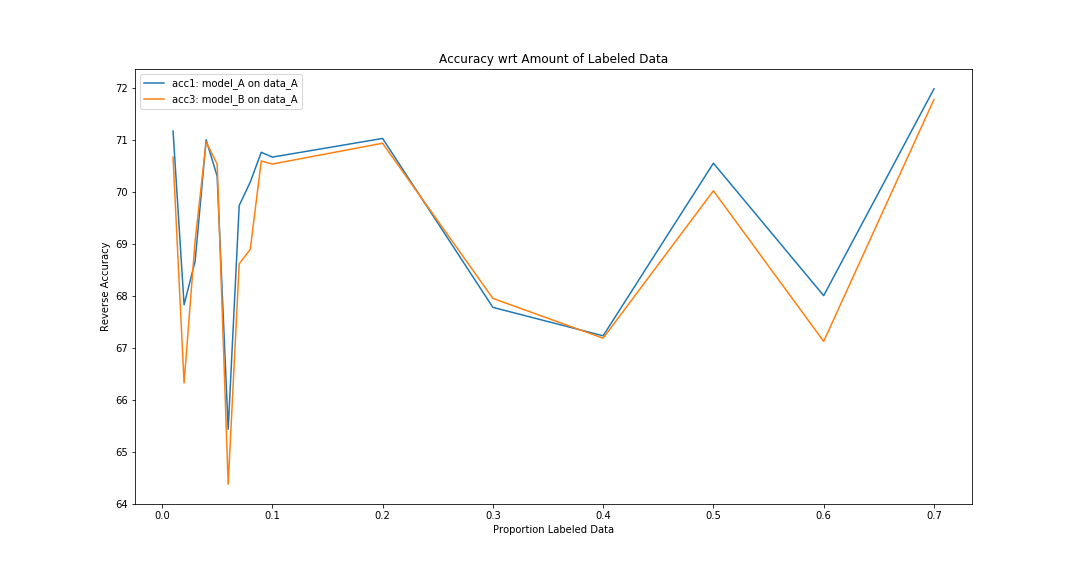 Accuracy wrt Amount of Labeled Data
acc1: model_A on data_A
acc3: model_B on data_A
Reverse Accuracy
72
71
70
69
68
67
66
65
64
0.0 0.1 0.2 0.3 0.4 0.5 0.6 0.7
Proportion Labeled Data